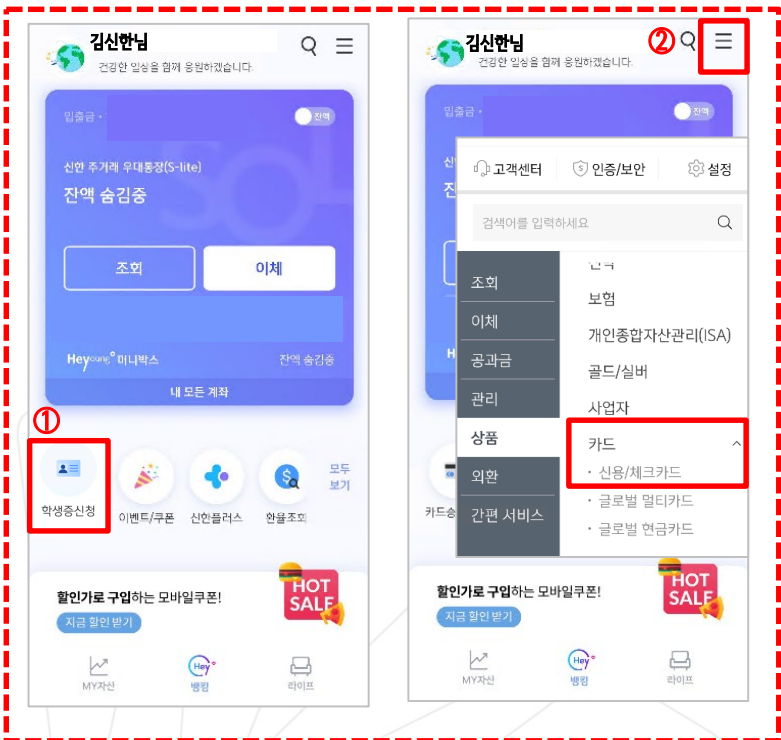 김신한님
건강한 일상을 함께 응원하겠습니다.
입출금 •
잔액
신한 주거래 우대통장(S-lite)
잔액 숨김중
조회
이체
Heyoung 미니박스
잔액 숨김중
내 모든 계좌
①
학생증신청
이벤트/쿠폰
신한플러스
환율조회
모두
보기
할인가로 구입하는 모바일쿠폰!
지금 할인 받기
HOT
SALE
MY자산
Hey
뱅킹
라이프
김신한님
건강한 일상을 함께 응원하겠습니다.
②
입출금 •
잔액
고객센터
인증/보안
설정
검색어를 입력하세요
조회
이체
공과금
관리
상품
외환
간편 서비스
보험
개인종합자산관리(ISA)
골드/실버
사업자
카드
· 신용/체크카드
· 글로벌 멀티카드
· 글로벌 현금카드
할인가로 구입하는 모바일쿠폰!
지금 할인 받기
HOT
SALE
MY자산
Hey
뱅킹
라이프